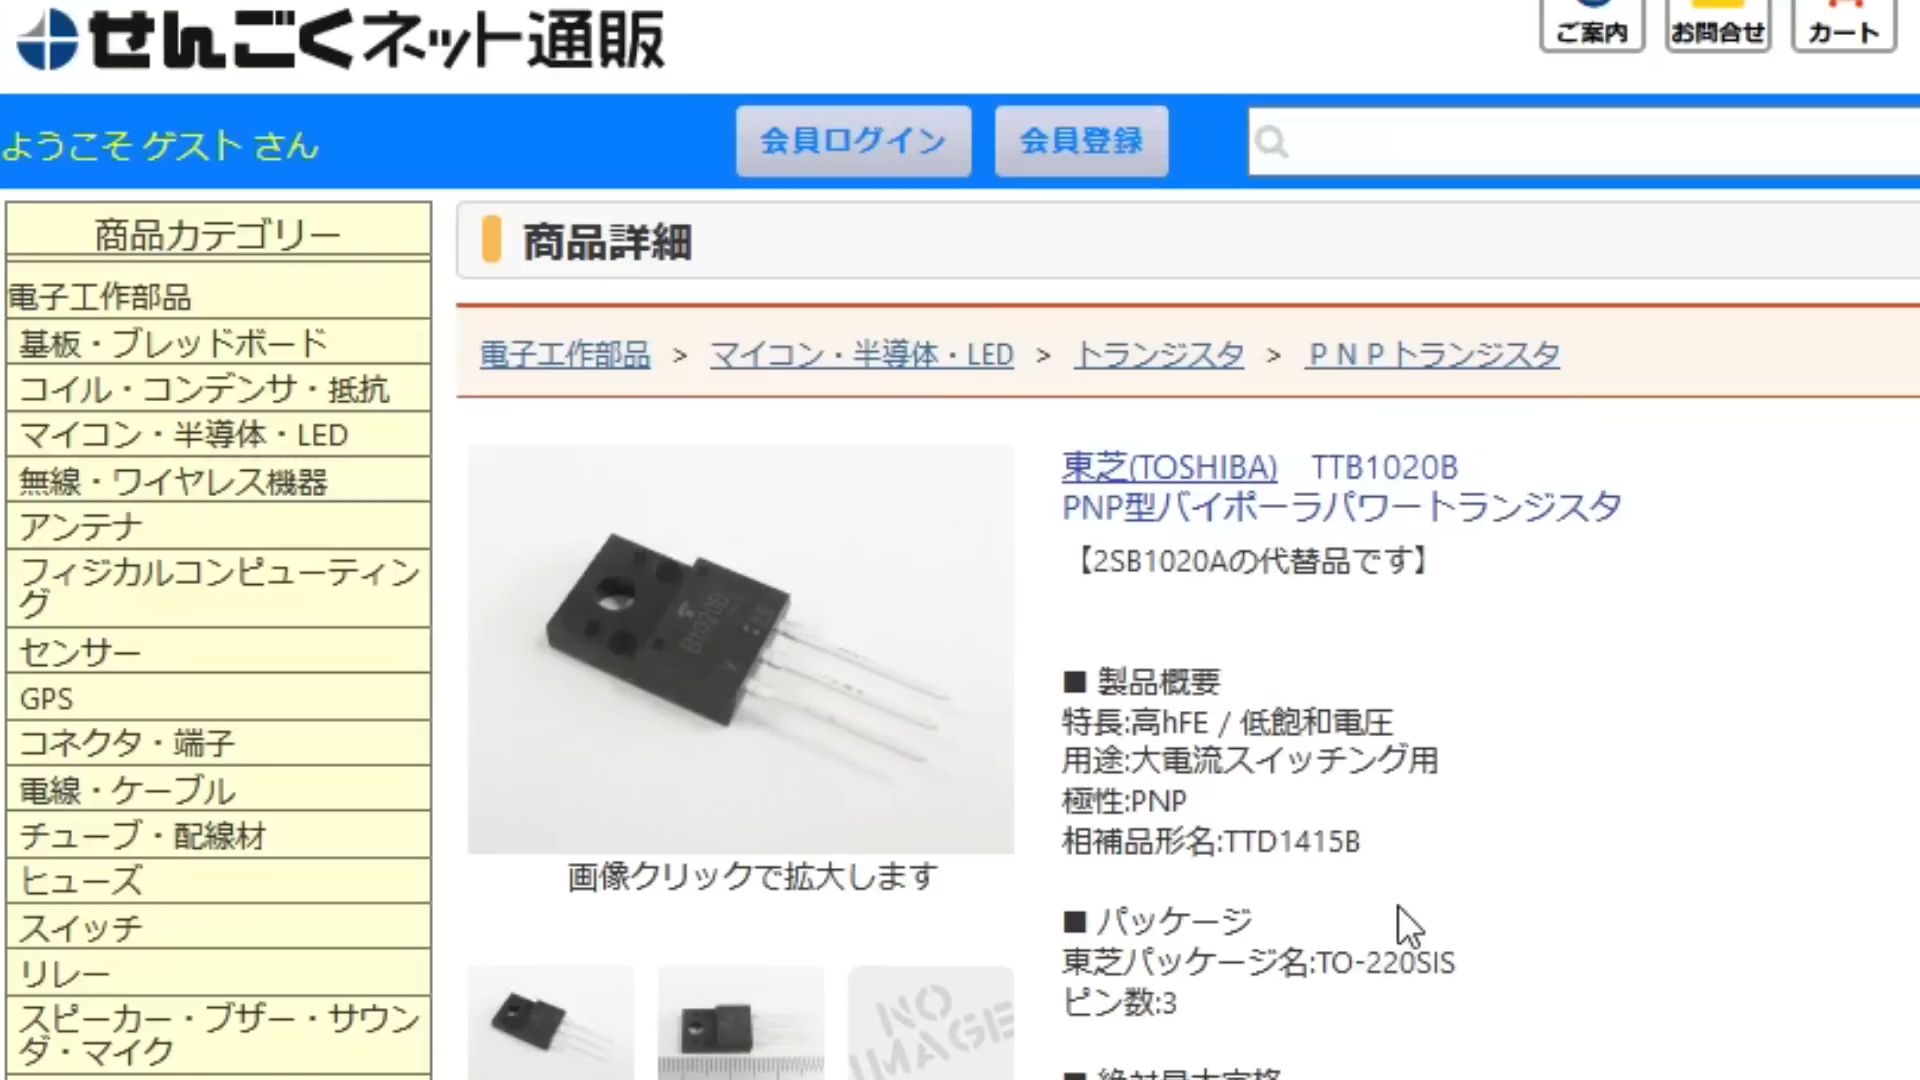 せんごくネット通販
ご案内
お問合せ
カート
ようこそ ゲスト さん
会員ログイン
会員登録
商品カテゴリー
電子工作部品
基板・ブレッドボード
コイル・コンデンサ・抵抗
マイコン・半導体・LED
無線・ワイヤレス機器
アンテナ
フィジカルコンピューティン
グ
センサー
GPS
コネクタ・端子
電線・ケーブル
チューブ・配線材
ヒューズ
スイッチ
リレー
スピーカー・ブザー・サウン
ダ・マイク
商品詳細
電子工作部品 > マイコン・半導体・LED > トランジスタ > ＰＮＰトランジスタ
B1020B
画像クリックで拡大します
NO
IMAGE
東芝(TOSHIBA) TTB1020B
PNP型バイポーラパワートランジスタ
【2SB1020Aの代替品です】
■ 製品概要
特長:高hFE / 低飽和電圧
用途:大電流スイッチング用
極性:PNP
相補品形名:TTD1415B
■ パッケージ
東芝パッケージ名:TO-220SIS
ピン数:3
■ 絶対最大定格